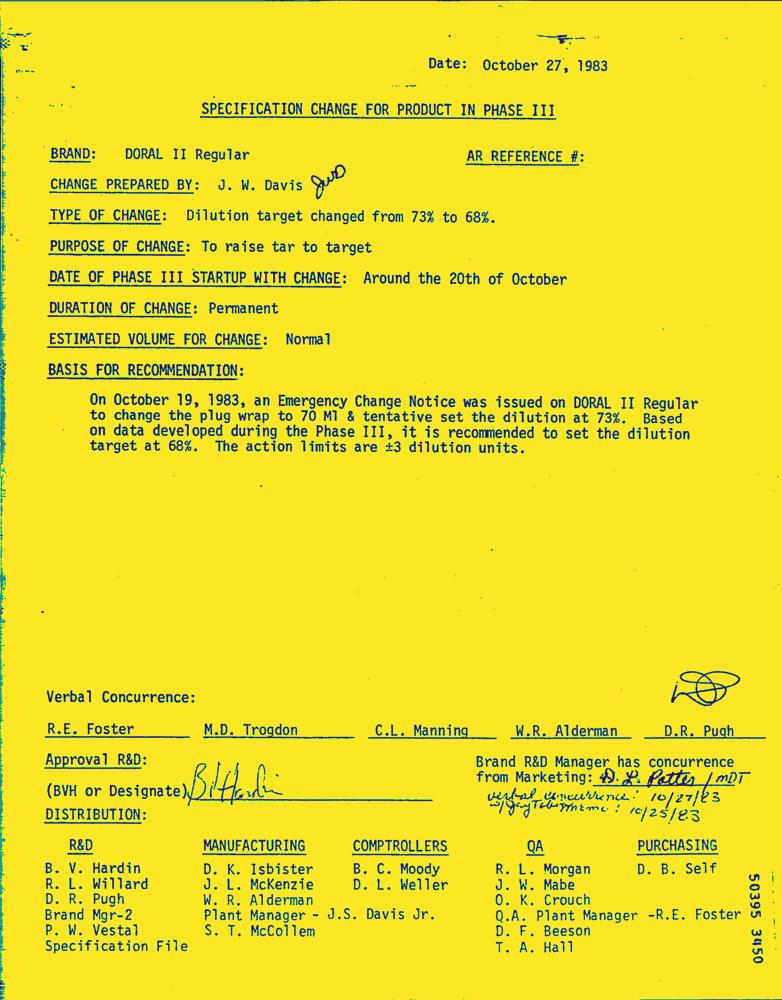 Date: October 27, 1983
SPECIFICATION CHANGE FOR PRODUCT IN PHASE III
BRAND: DORAL II Regular AR REFERENCE #:
CHANGE PREPARED BY: J. W. Davis JWD
TYPE OF CHANGE: Dilution target changed from 73% to 68%.
PURPOSE OF CHANGE: To raise tar to target
DATE OF PHASE III STARTUP WITH CHANGE: Around the 20th of October
DURATION OF CHANGE: Permanent
ESTIMATED VOLUME FOR CHANGE: Normal
BASIS FOR RECOMMENDATION:
On October 19, 1983, an Emergency Change Notice was issued on DORAL II Regular
to change the plug wrap to 70 Ml & tentative set the dilution at 73%. Based
on data developed during the Phase III, it is recommended to set the dilution
target at 68%. The action limits are ±3 dilution units.
Verbal Concurrence:
R.E. Foster M.D. Trogdon C.L. Manning W.R. Alderman D.R. Pugh
Approval R&D: Brand R&D Manager has concurrence
from Marketing: D. L. Potter / MDT
(BVH or Designate) BVHardin verbal concurrence: 10/27/83
DISTRIBUTION: 10/25/83
R&D MANUFACTURING COMPTROLLERS QA PURCHASING
B. V. Hardin D. K. Isbister B. C. Moody R. L. Morgan D. B. Self
R. L. Willard J. L. McKenzie D. L. Weller J. W. Mabe
D. R. Pugh W. R. Alderman O. K. Crouch
Brand Mgr-2 Plant Manager - J.S. Davis Jr. Q.A. Plant Manager -R.E. Foster
P. W. Vestal S. T. McCollem D. F. Beeson
Specification File T. A. Hall
50395 3450